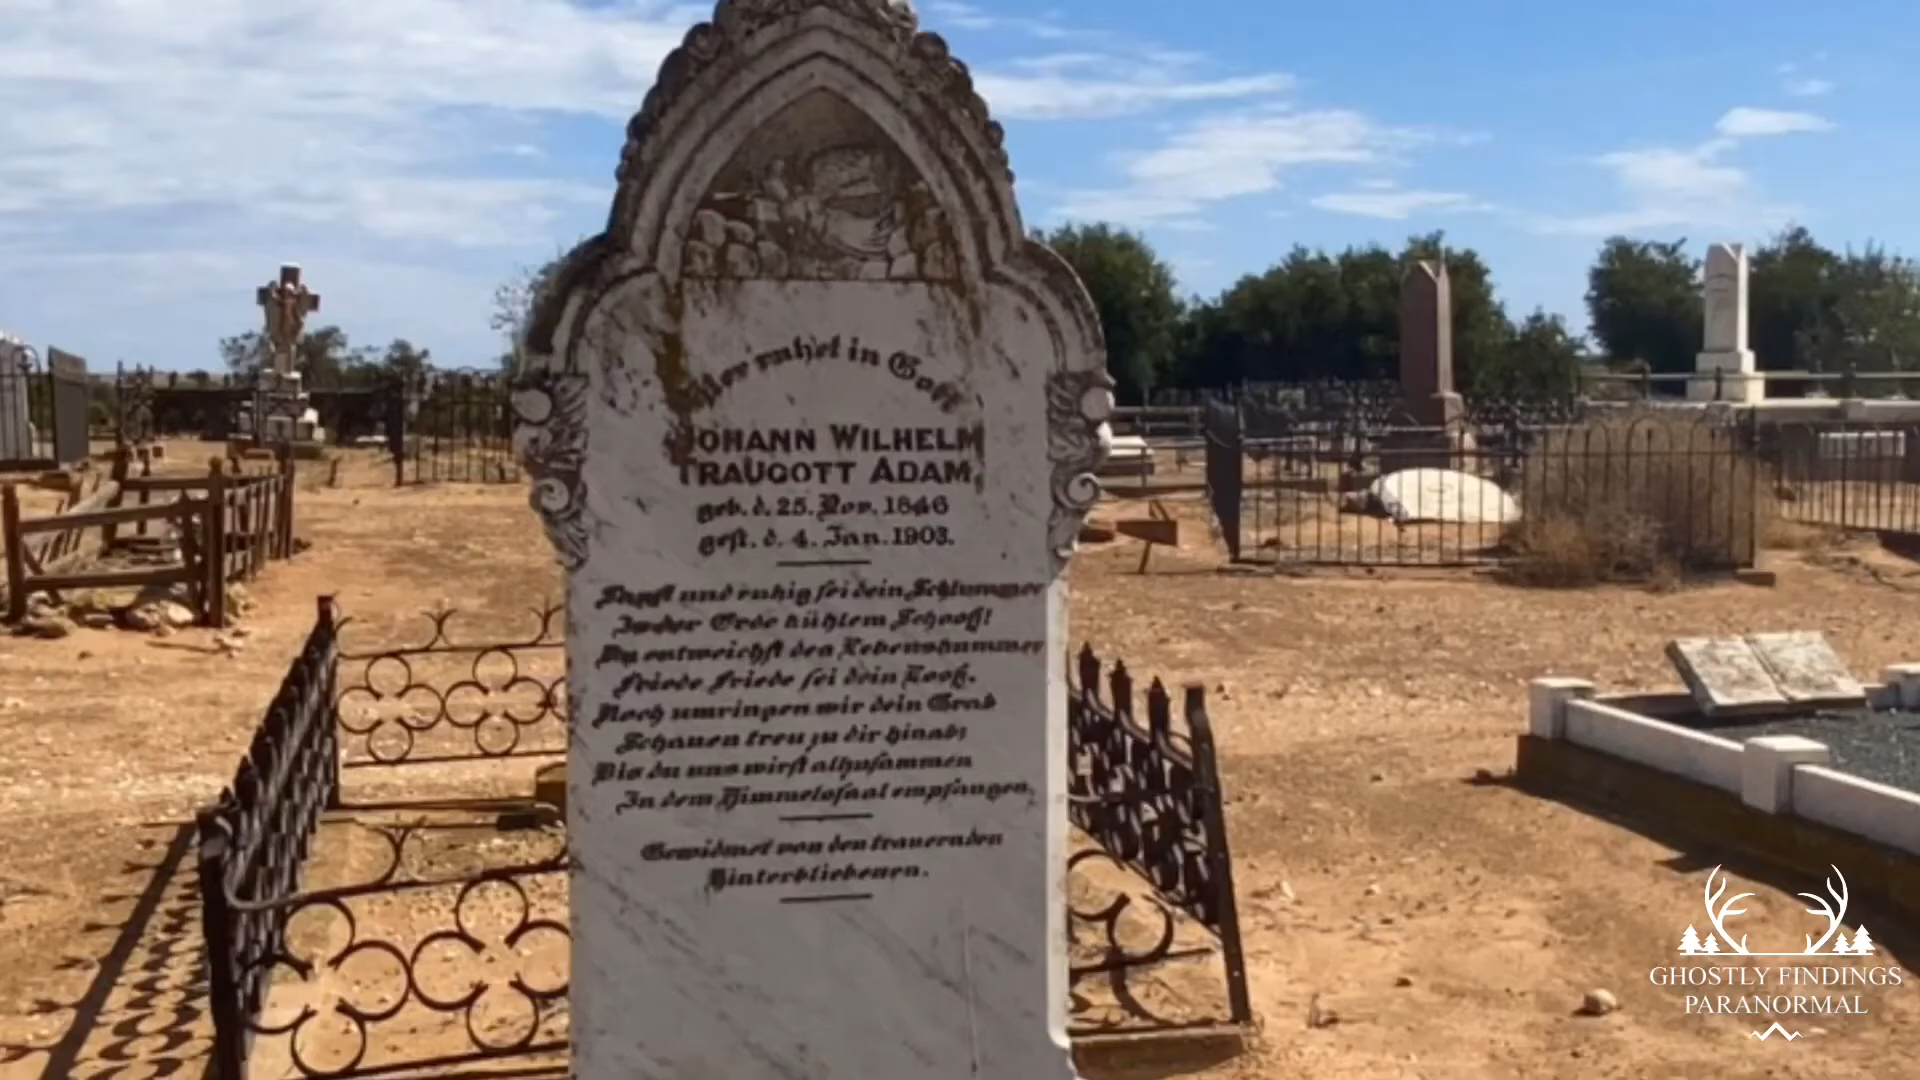 Hier ruhet in Gott
JOHANN WILHELM
TRAUGOTT ADAM,
geb. d. 25. Nov. 1846
gest. d. 4. Jan. 1903.
Sanft und ruhig sei dein Schlummer
In der Erde kühlem Schooß!
Du entweichst den Lebenskummer
Friede Friede sei dein Looß.
Noch umringen wir dein Grab
Schauen treu zu dir hinab;
Bis du uns wirst allzusammen
In dem Himmelssaal empfangen.
Gewidmet von den trauernden
Hinterbliebenen.
GHOSTLY FINDINGS
PARANORMAL